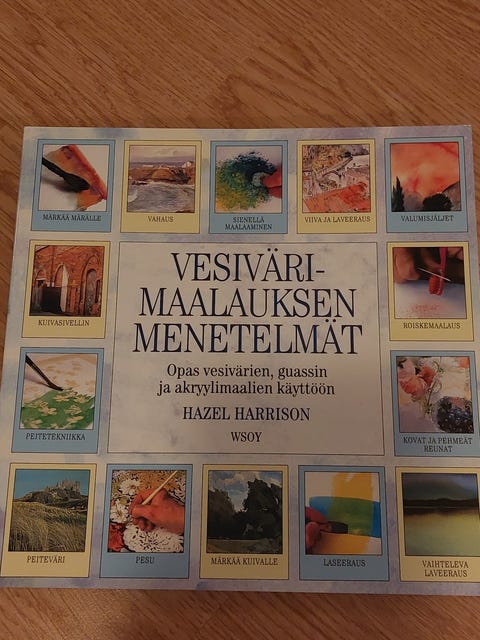 MÄRKÄÄ MÄRÄLLE
VAHAUS
SIENELLÄ
MAALAAMINEN
VIIVA JA LAVEERAUS
VALUMISJÄLJET
KUIVASIVELLIN
VESIVÄRI-
MAALAUKSEN
MENETELMÄT
Opas vesivärien, guassin
ja akryylimaalien käyttöön
HAZEL HARRISON
WSOY
ROISKEMAALAUS
PEITETEKNIIKKA
KOVAT JA PEHMEÄT
REUNAT
PEITEVÄRI
PESU
MÄRKÄÄ KUIVALLE
LASEERAUS
VAIHTELEVA
LAVEERAUS